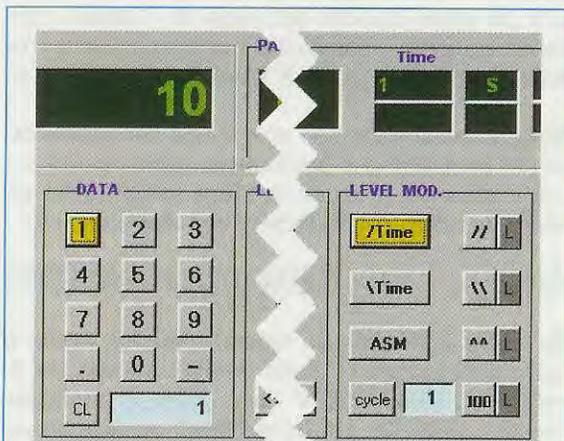 PA
Time
10
1 S
DATA
LEVEL MOD.
1 2 3
/Time // L
4 5 6
\Time \\ L
7 8 9
ASM ^^ L
. 0 -
CL 1
cycle 1 100 L